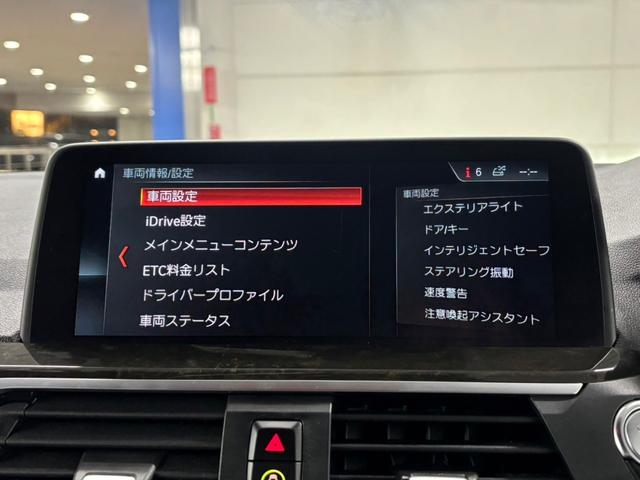 車両情報/設定
6
--:--
車両設定
iDrive設定
メインメニューコンテンツ
ETC料金リスト
ドライバープロファイル
車両ステータス
車両設定
エクステリアライト
ドア/キー
インテリジェントセーフ
ステアリング振動
速度警告
注意喚起アシスタント